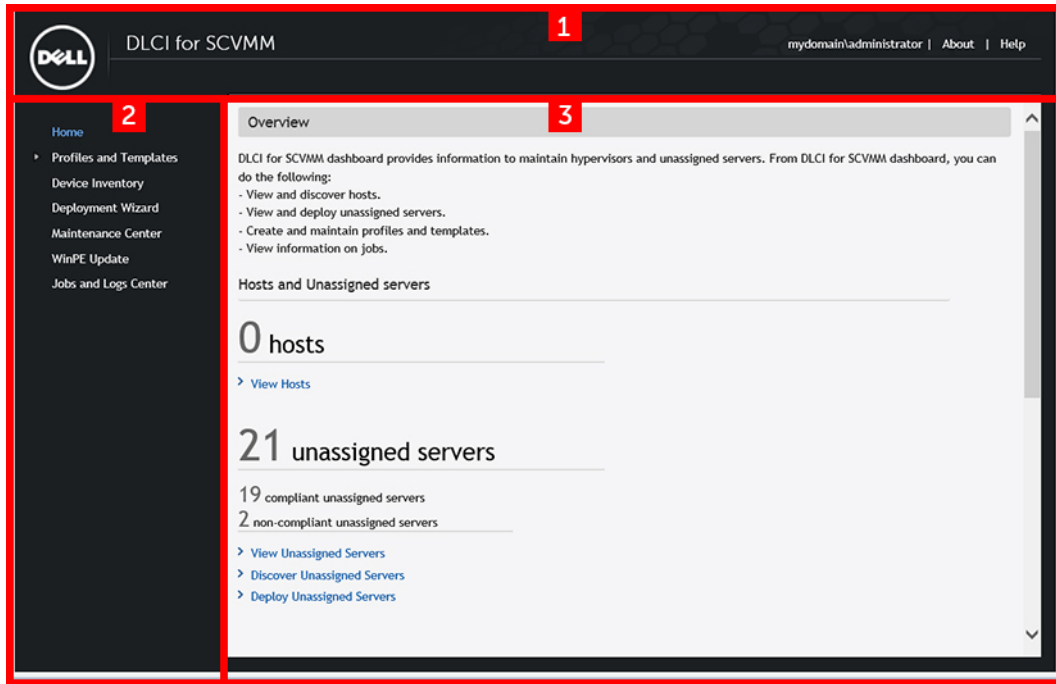 1
DELL
DLCI for SCVMM
mydomain\administrator | About | Help
2
Home
Profiles and Templates
Device Inventory
Deployment Wizard
Maintenance Center
WinPE Update
Jobs and Logs Center
3
Overview
DLCI for SCVMM dashboard provides information to maintain hypervisors and unassigned servers. From DLCI for SCVMM dashboard, you can
do the following:
- View and discover hosts.
- View and deploy unassigned servers.
- Create and maintain profiles and templates.
- View information on jobs.
Hosts and Unassigned servers
0 hosts
View Hosts
21 unassigned servers
19 compliant unassigned servers
2 non-compliant unassigned servers
View Unassigned Servers
Discover Unassigned Servers
Deploy Unassigned Servers